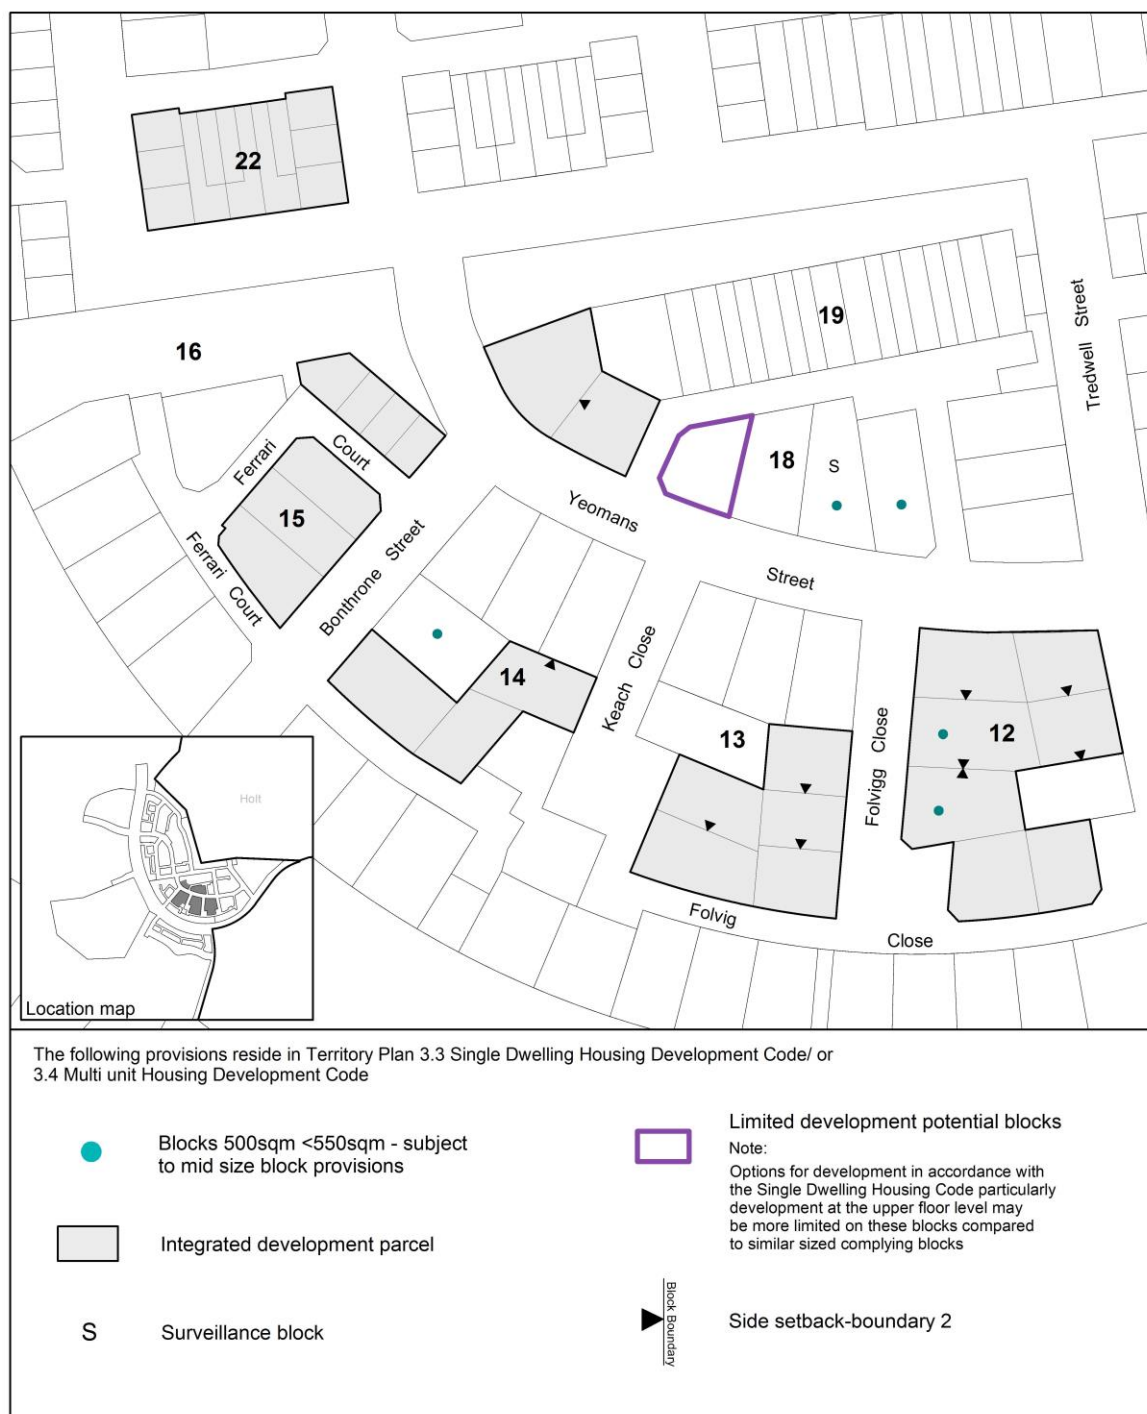 22
19
16
Tredwell Street
18
S
Ferrari Court
15
Yeomans
Street
Ferrari Court
Bonthrone Street
14
Keach Close
13
Folvigg Close
12
Folvig
Close
Holt
Location map
The following provisions reside in Territory Plan 3.3 Single Dwelling Housing Development Code/ or
3.4 Multi unit Housing Development Code
Blocks 500sqm <550sqm - subject
to mid size block provisions
Integrated development parcel
S
Surveillance block
Limited development potential blocks
Note:
Options for development in accordance with
the Single Dwelling Housing Code particularly
development at the upper floor level may
be more limited on these blocks compared
to similar sized complying blocks
Block Boundary
Side setback-boundary 2